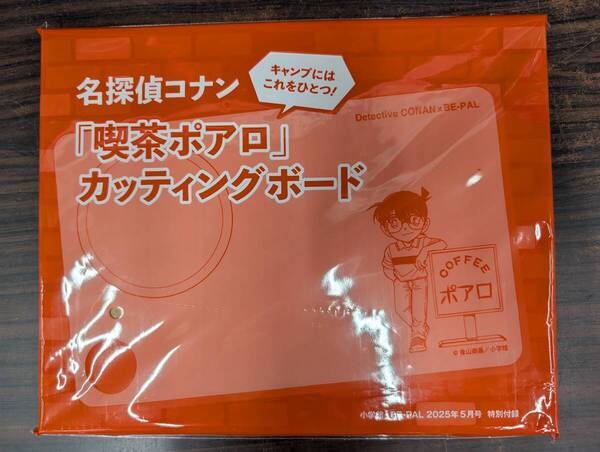 キャンプには
これをひとつ!
名探偵コナン
「喫茶ポアロ」
カッティングボード
Detective CONAN×BE-PAL
COFFEE
ポアロ
© 青山剛昌/小学館
小学館 BE-PAL 2025年5月号 特別付録